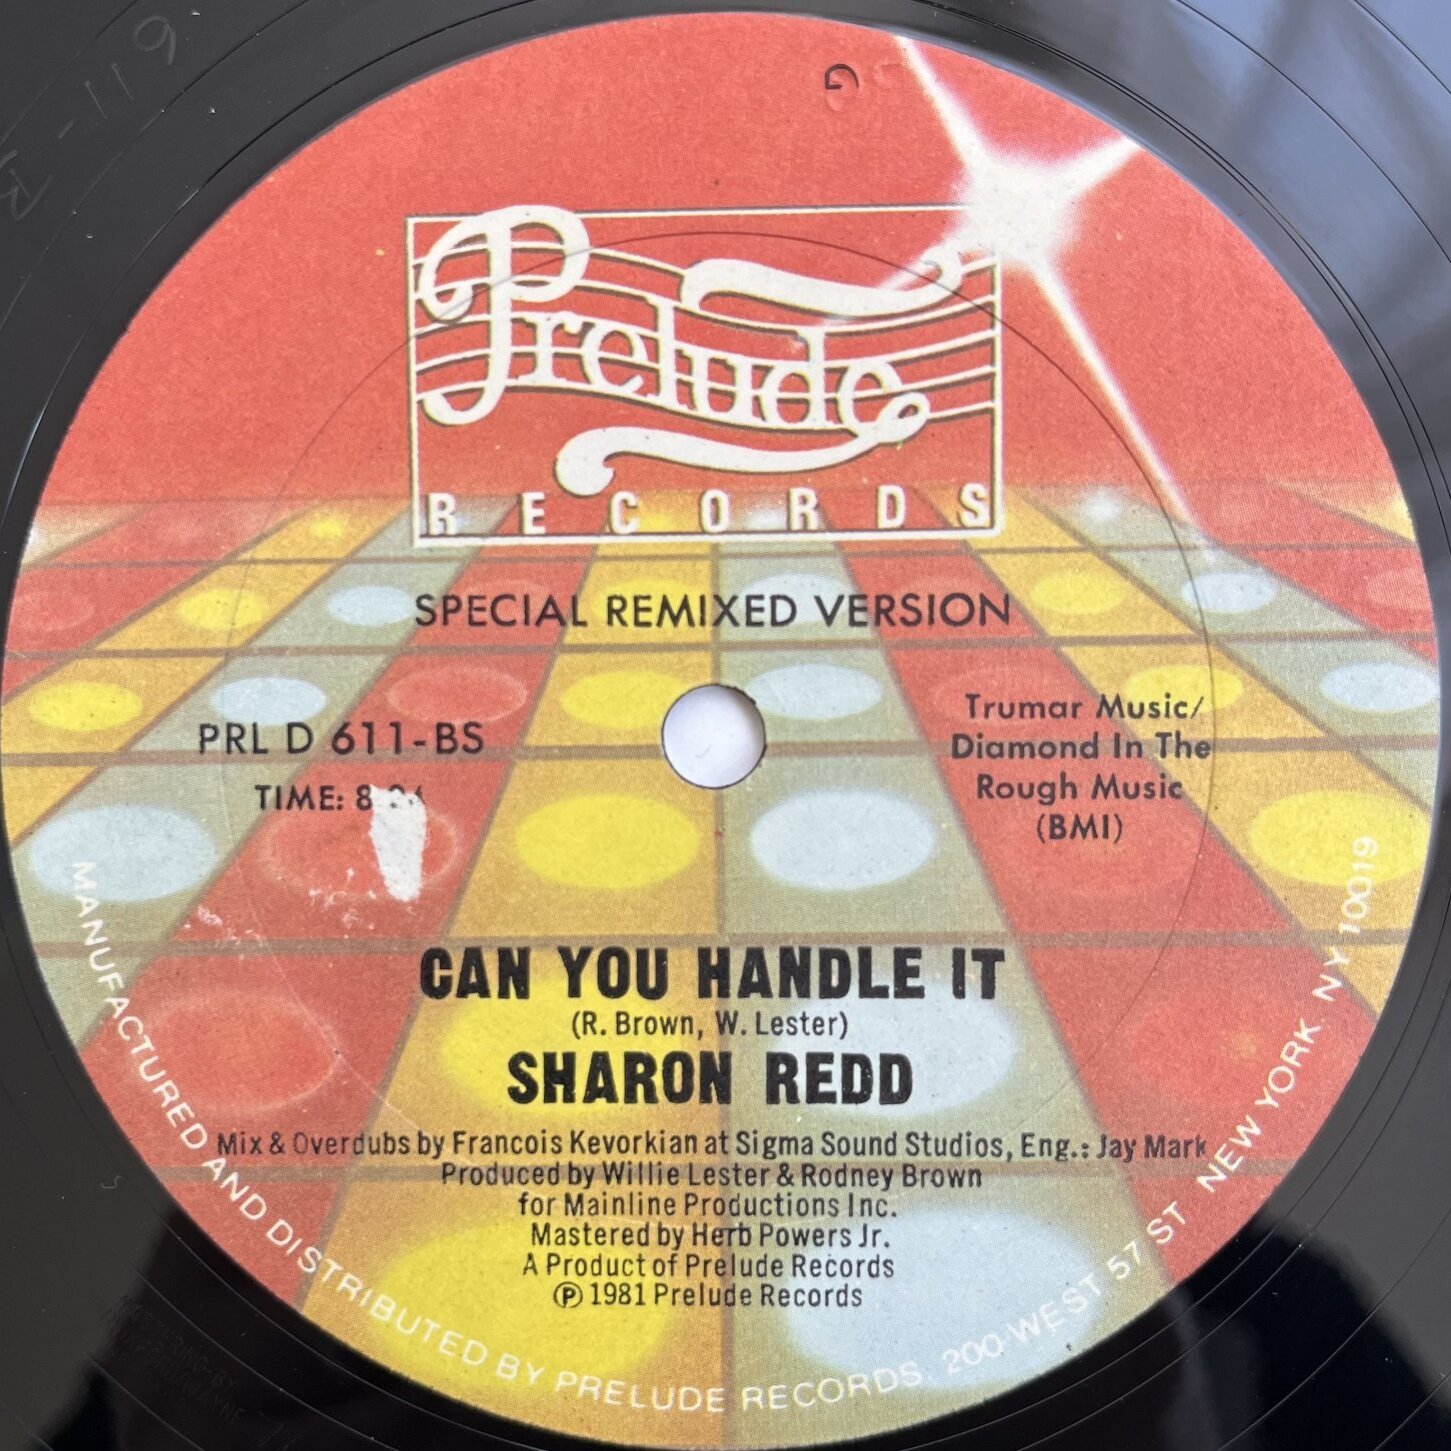 Prelude
RECORDS
SPECIAL REMIXED VERSION
PRL D 611-BS
TIME: 8
Trumar Music/
Diamond In The
Rough Music
(BMI)
CAN YOU HANDLE IT
(R. Brown, W. Lester)
SHARON REDD
Mix & Overdubs by Francois Kevorkian at Sigma Sound Studios, Eng.: Jay Mark
Produced by Willie Lester & Rodney Brown
for Mainline Productions Inc.
Mastered by Herb Powers Jr.
A Product of Prelude Records
℗ 1981 Prelude Records
MANUFACTURED AND DISTRIBUTED BY PRELUDE RECORDS, 200 WEST 57 ST NEW YORK. NY 10019
G
611-B